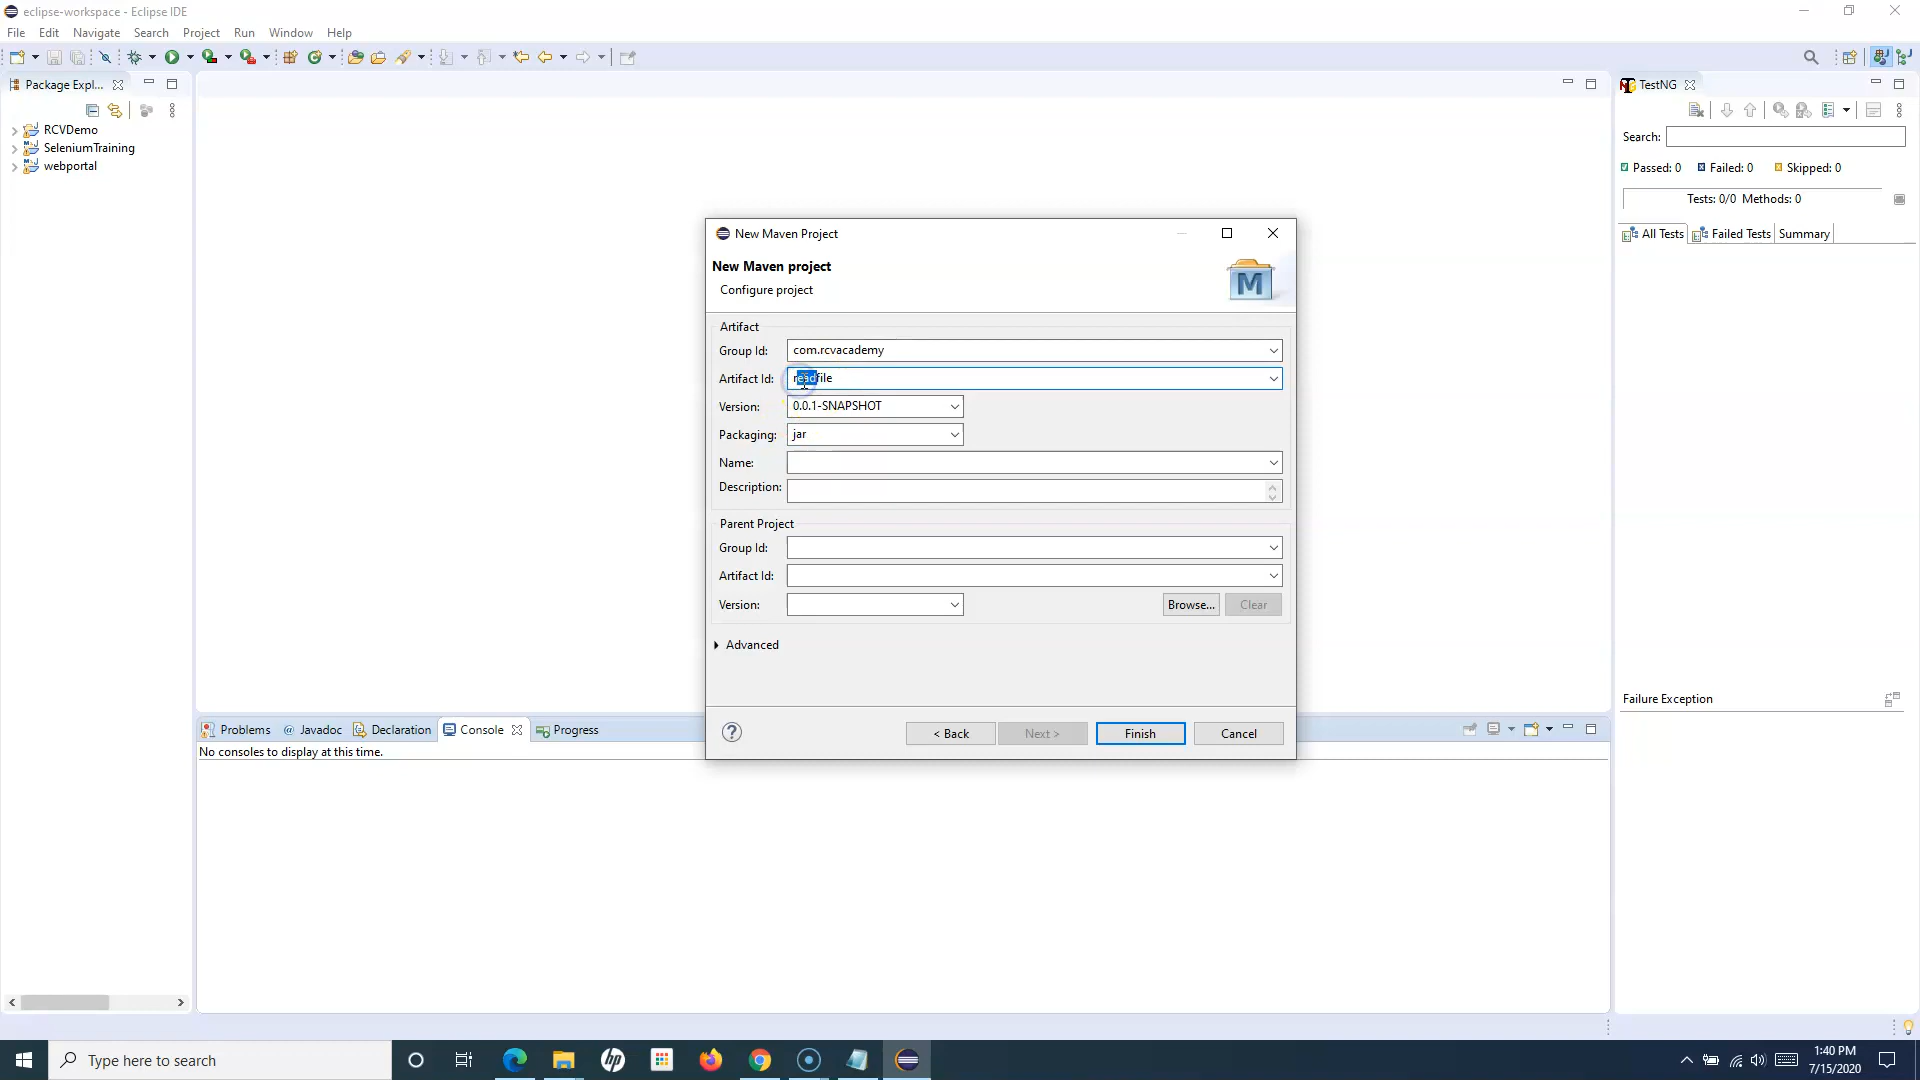 eclipse-workspace - Eclipse IDE
File Edit Navigate Search Project Run Window Help
Package Expl...
RCVDemo
SeleniumTraining
webportal
New Maven Project
New Maven project
Configure project
M
Artifact
Group Id: com.rcvacademy
Artifact Id: readfile
Version: 0.0.1-SNAPSHOT
Packaging: jar
Name:
Description:
Parent Project
Group Id:
Artifact Id:
Version:
Browse... Clear
Advanced
< Back Next > Finish Cancel
Problems Javadoc Declaration Console Progress
No consoles to display at this time.
TestNG
Search:
Passed: 0 Failed: 0 Skipped: 0
Tests: 0/0 Methods: 0
All Tests Failed Tests Summary
Failure Exception
Type here to search
hp
1:40 PM
7/15/2020